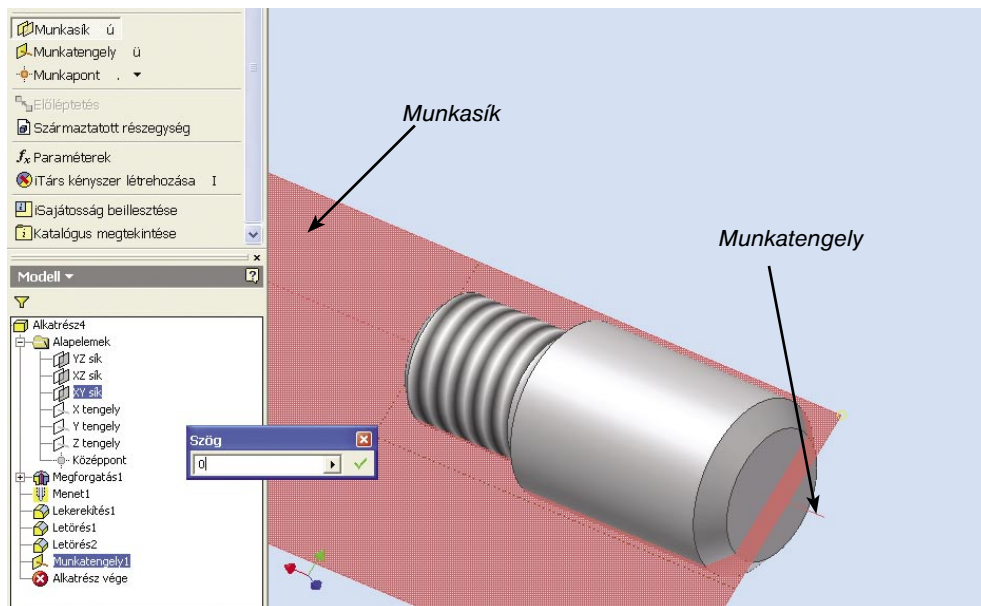 Munkasík ú
Munkatengely ü
Munkapont .
Előléptetés
Származtatott részegység
fx Paraméterek
iTárs kényszer létrehozása I
iSajátosság beillesztése
Katalógus megtekintése
Modell
Alkatrész4
Alapelemek
YZ sík
XZ sík
XY sík
X tengely
Y tengely
Z tengely
Középpont
Megforgatás1
Menet1
Lekerekítés1
Letörés1
Letörés2
Munkatengely1
Alkatrész vége
Szög
0
Munkasík
Munkatengely